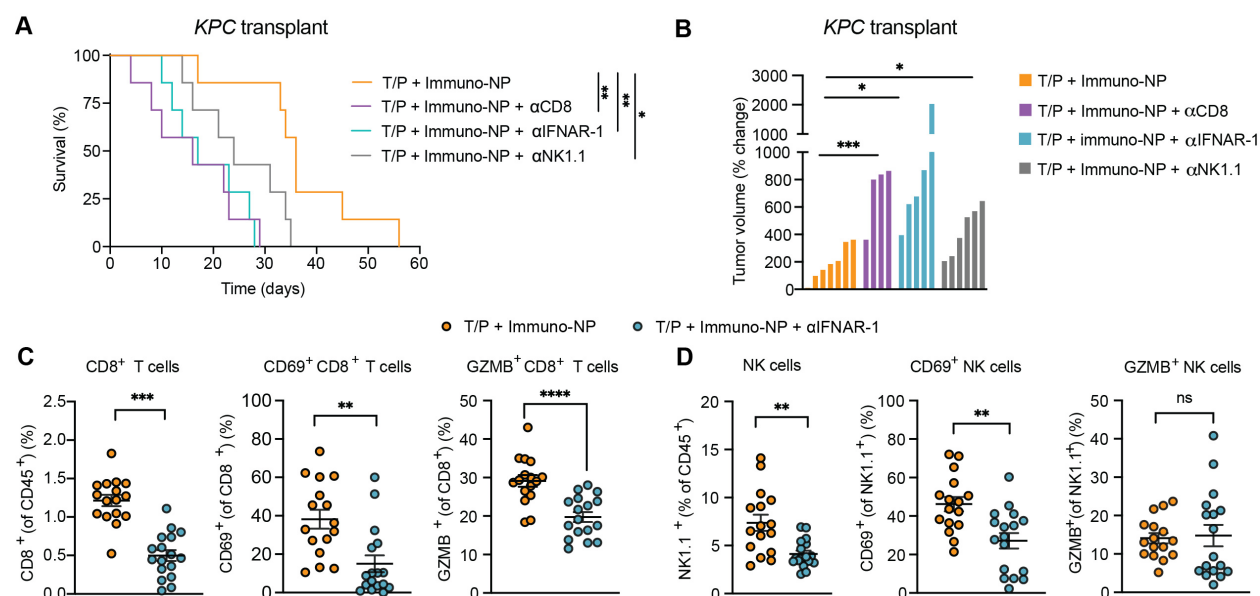 A
KPC transplant
Survival (%)
100
75
50
25
0
0 10 20 30 40 50 60
Time (days)
T/P + Immuno-NP
T/P + Immuno-NP + αCD8
T/P + Immuno-NP + αIFNAR-1
T/P + Immuno-NP + αNK1.1
** ** *
B
KPC transplant
Tumor volume (% change)
3000
2000
1000
1000
800
600
400
200
0
*
*
***
T/P + Immuno-NP
T/P + Immuno-NP + αCD8
T/P + immuno-NP + αIFNAR-1
T/P + Immuno-NP + αNK1.1
T/P + Immuno-NP T/P + Immuno-NP + αIFNAR-1
C
CD8+ T cells
CD8+ (of CD45+) (%)
2.5
2.0
1.5
1.0
0.5
0.0
***
CD69+ CD8+ T cells
CD69+ (of CD8+) (%)
100
80
60
40
20
0
**
GZMB+ CD8+ T cells
GZMB+ (of CD8+) (%)
50
40
30
20
10
0
****
D
NK cells
NK1.1+ (% of CD45+)
20
15
10
5
0
**
CD69+ NK cells
CD69+ (of NK1.1+) (%)
100
80
60
40
20
0
**
GZMB+ NK cells
GZMB+ (of NK1.1+) (%)
50
40
30
20
10
0
ns